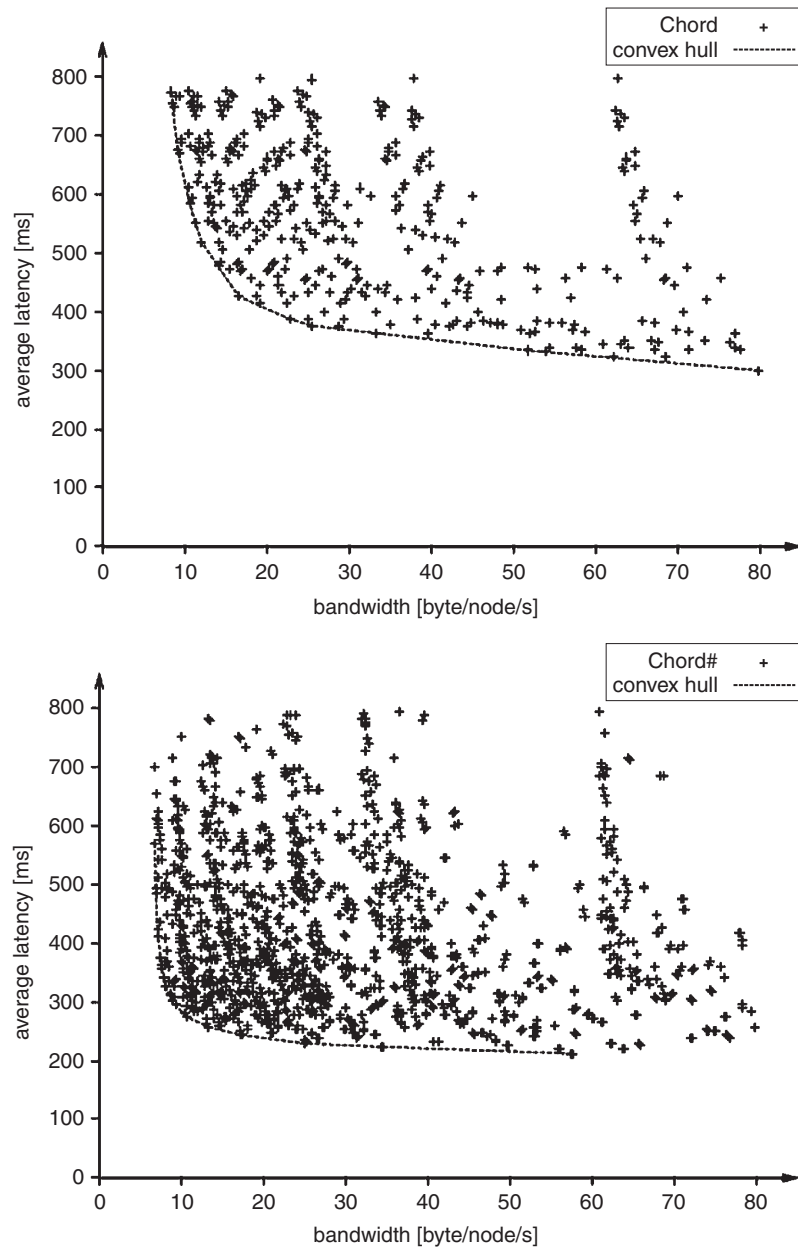 Chord
convex hull
average latency [ms]
800
700
600
500
400
300
200
100
0
0 10 20 30 40 50 60 70 80
bandwidth [byte/node/s]
Chord#
convex hull
average latency [ms]
800
700
600
500
400
300
200
100
0
0 10 20 30 40 50 60 70 80
bandwidth [byte/node/s]